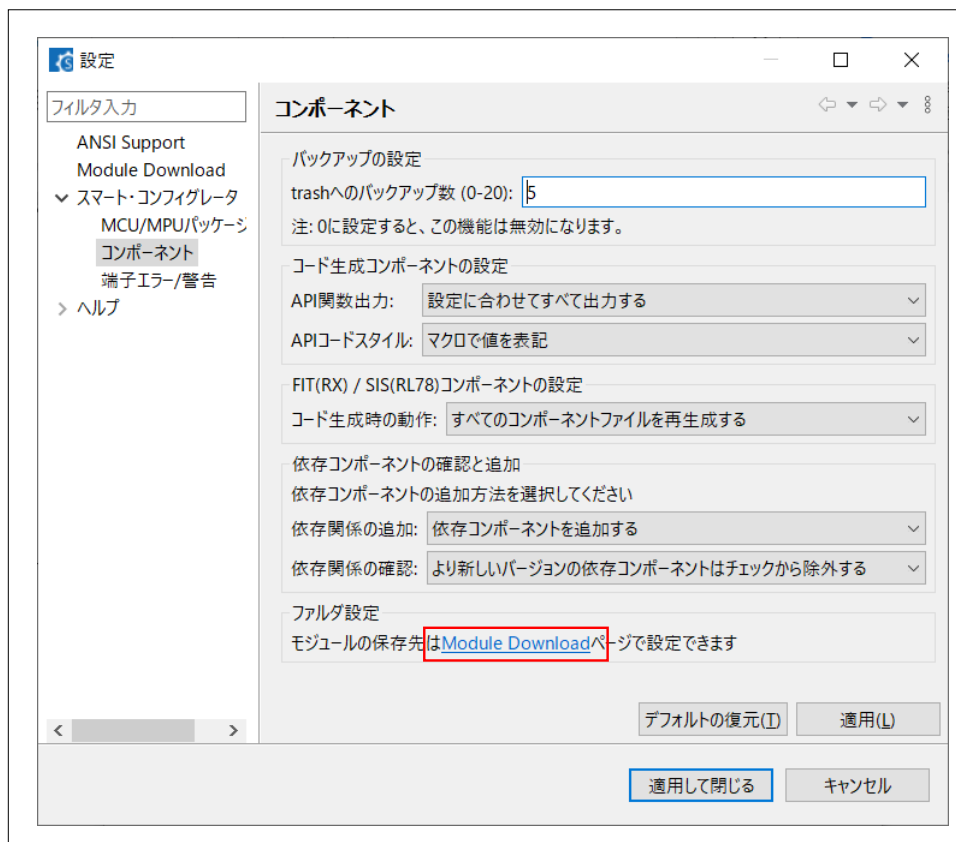 設定
フィルタ入力
ANSI Support
Module Download
スマート・コンフィグレータ
MCU/MPUパッケージ
コンポーネント
端子エラー/警告
ヘルプ
コンポーネント
バックアップの設定
trashへのバックアップ数 (0-20): 5
注: 0に設定すると、この機能は無効になります。
コード生成コンポーネントの設定
API関数出力: 設定に合わせてすべて出力する
APIコードスタイル: マクロで値を表記
FIT(RX) / SIS(RL78)コンポーネントの設定
コード生成時の動作: すべてのコンポーネントファイルを再生成する
依存コンポーネントの確認と追加
依存コンポーネントの追加方法を選択してください
依存関係の追加: 依存コンポーネントを追加する
依存関係の確認: より新しいバージョンの依存コンポーネントはチェックから除外する
ファルダ設定
モジュールの保存先はModule Downloadページで設定できます
デフォルトの復元(T) 適用(L)
適用して閉じる キャンセル